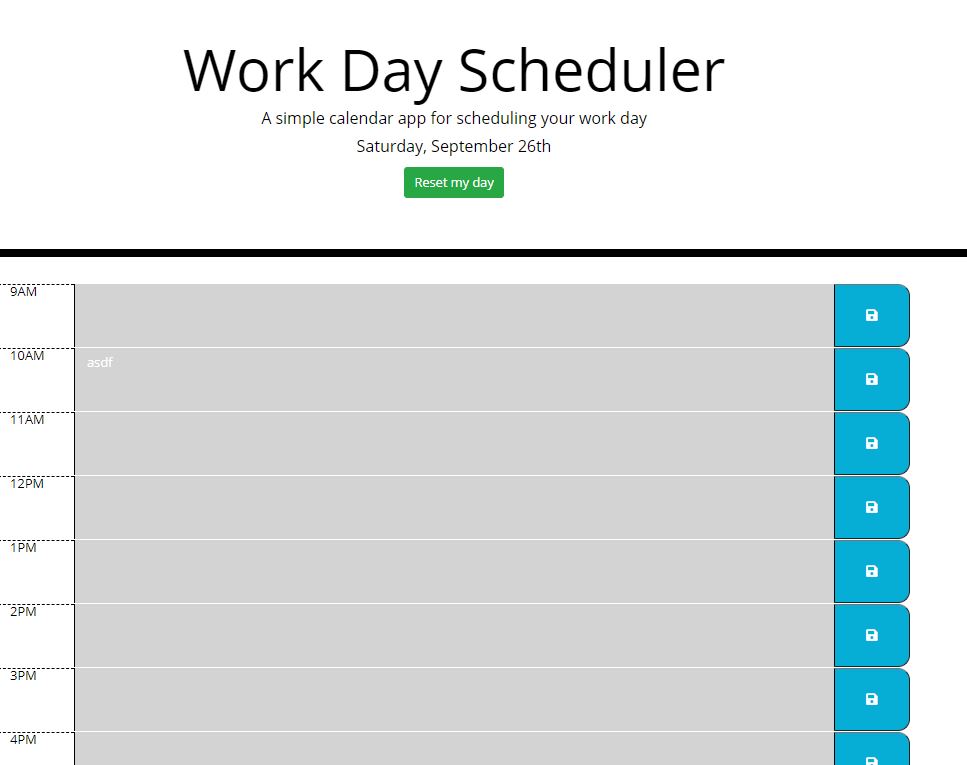 Work Day Scheduler
A simple calendar app for scheduling your work day
Saturday, September 26th
Reset my day
9AM
10AM
asdf
11AM
12PM
1PM
2PM
3PM
4PM